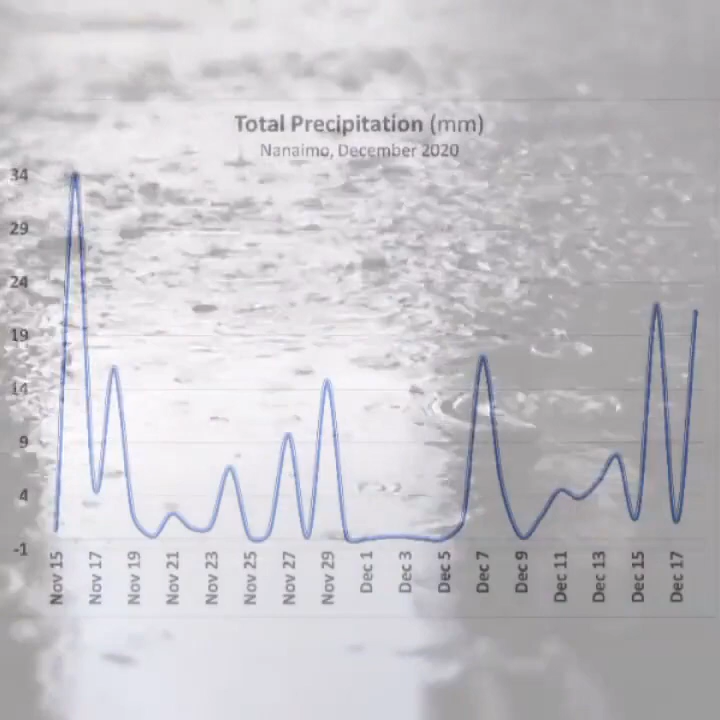 Total Precipitation (mm)
Nanaimo, December 2020
34
29
24
19
14
9
4
-1
Nov 15
Nov 17
Nov 19
Nov 21
Nov 23
Nov 25
Nov 27
Nov 29
Dec 1
Dec 3
Dec 5
Dec 7
Dec 9
Dec 11
Dec 13
Dec 15
Dec 17